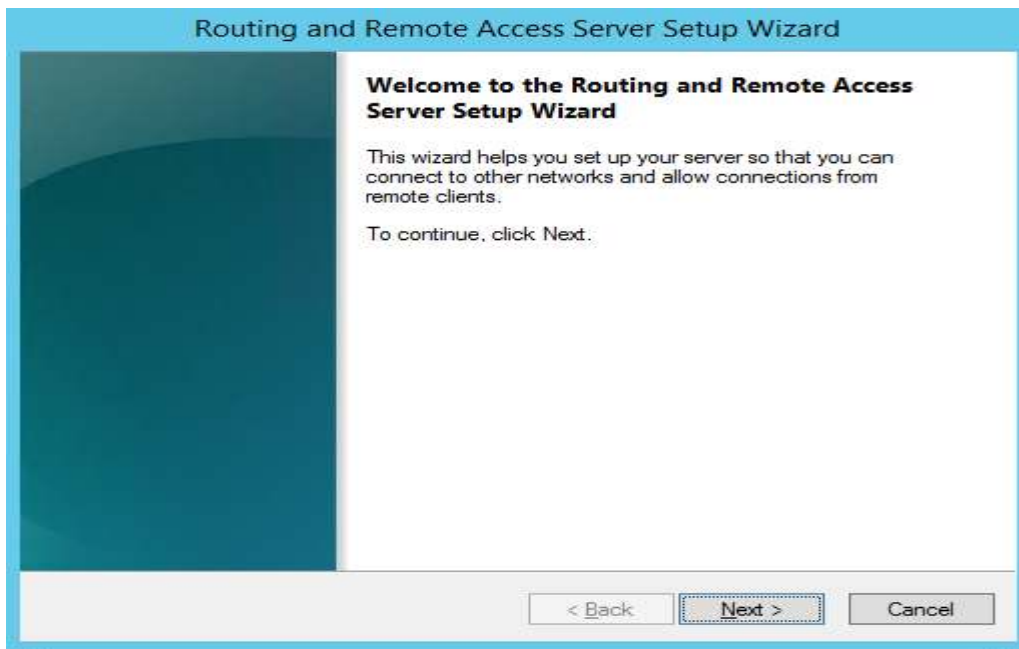 Routing and Remote Access Server Setup Wizard
Welcome to the Routing and Remote Access
Server Setup Wizard
This wizard helps you set up your server so that you can
connect to other networks and allow connections from
remote clients.
To continue, click Next.
< Back
Next >
Cancel